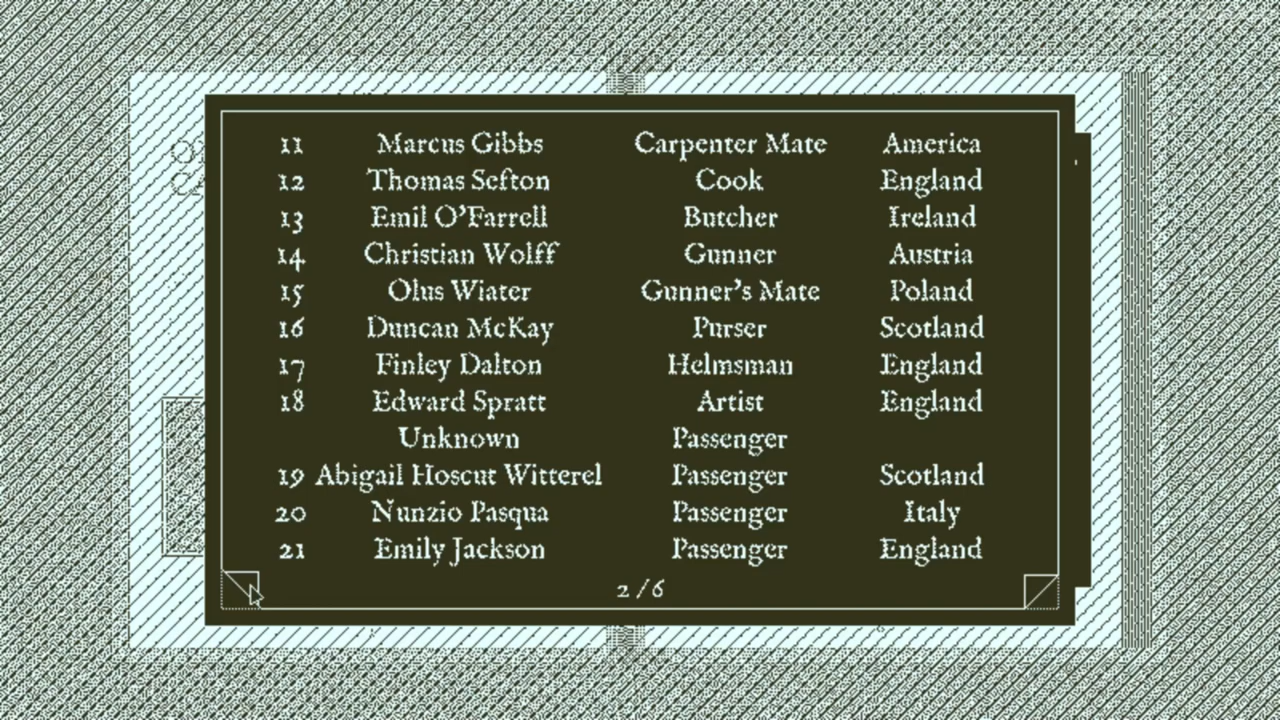 11 Marcus Gibbs Carpenter Mate America
12 Thomas Sefton Cook England
13 Emil O'Farrell Butcher Ireland
14 Christian Wolff Gunner Austria
15 Olus Wiater Gunner's Mate Poland
16 Duncan McKay Purser Scotland
17 Finley Dalton Helmsman England
18 Edward Spratt Artist England
Unknown Passenger
19 Abigail Hoscut Witterel Passenger Scotland
20 Nunzio Pasqua Passenger Italy
21 Emily Jackson Passenger England
2 / 6